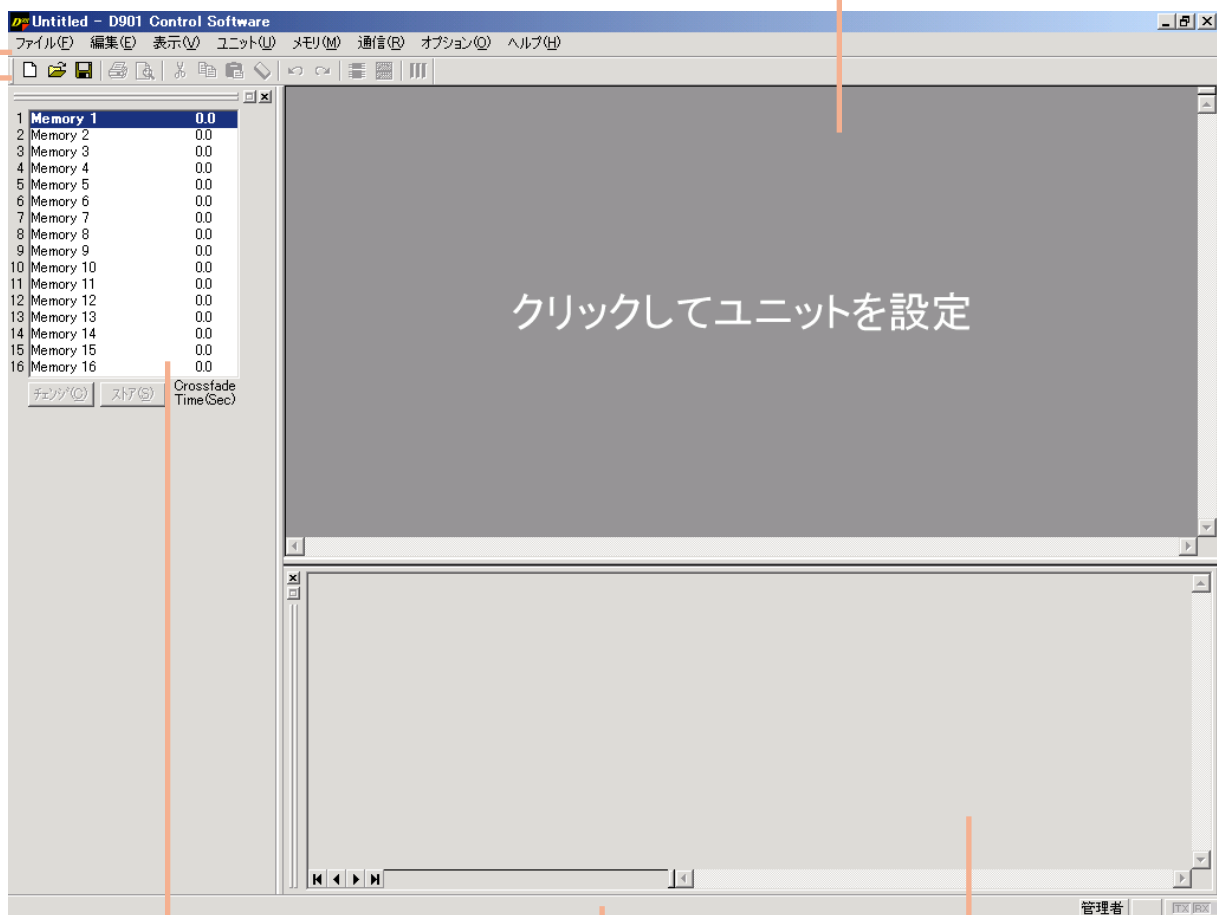 Untitled - D901 Control Software
ファイル(F) 編集(E) 表示(V) ユニット(U) メモリ(M) 通信(R) オプション(O) ヘルプ(H)
1 Memory 1 0.0
2 Memory 2 0.0
3 Memory 3 0.0
4 Memory 4 0.0
5 Memory 5 0.0
6 Memory 6 0.0
7 Memory 7 0.0
8 Memory 8 0.0
9 Memory 9 0.0
10 Memory 10 0.0
11 Memory 11 0.0
12 Memory 12 0.0
13 Memory 13 0.0
14 Memory 14 0.0
15 Memory 15 0.0
16 Memory 16 0.0
チェンジ(C) ストア(S) Crossfade
Time(Sec)
クリックしてユニットを設定
管理者 TX RX